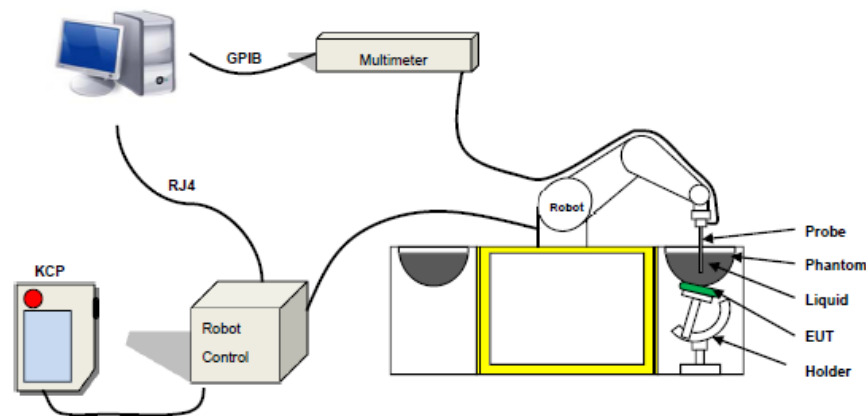 GPIB
Multimeter
RJ4
Robot
Probe
Phantom
Liquid
EUT
Holder
KCP
Robot
Control